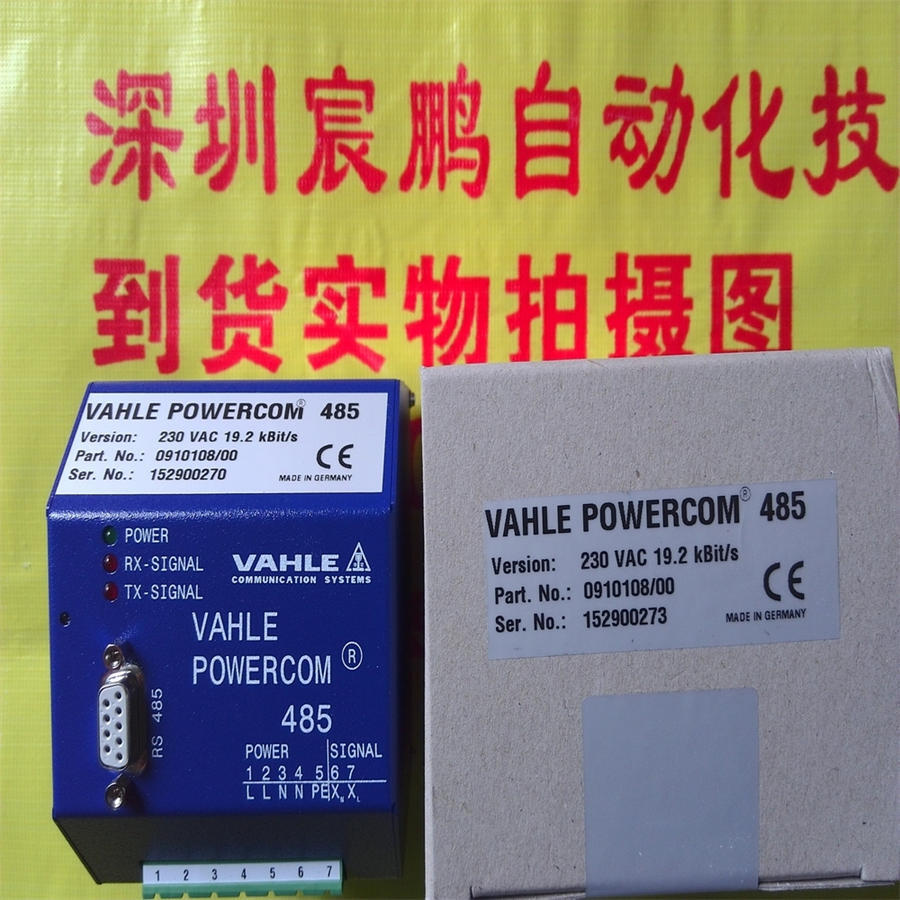 深圳宸鹏自动化技
到货实物拍摄图
VAHLE POWERCOM® 485
Version: 230 VAC 19.2 kBit/s
Part. No.: 0910108/00
Ser. No.: 152900270
CE
MADE IN GERMANY
POWER
RX-SIGNAL
TX-SIGNAL
VAHLE
COMMUNICATION SYSTEMS
VAHLE
POWERCOM ®
485
RS 485
POWER SIGNAL
1 2 3 4 5 6 7
L L N N PE X_N X_L
1 2 3 4 5 6 7
VAHLE POWERCOM® 485
Version: 230 VAC 19.2 kBit/s
Part. No.: 0910108/00
Ser. No.: 152900273
CE
MADE IN GERMANY